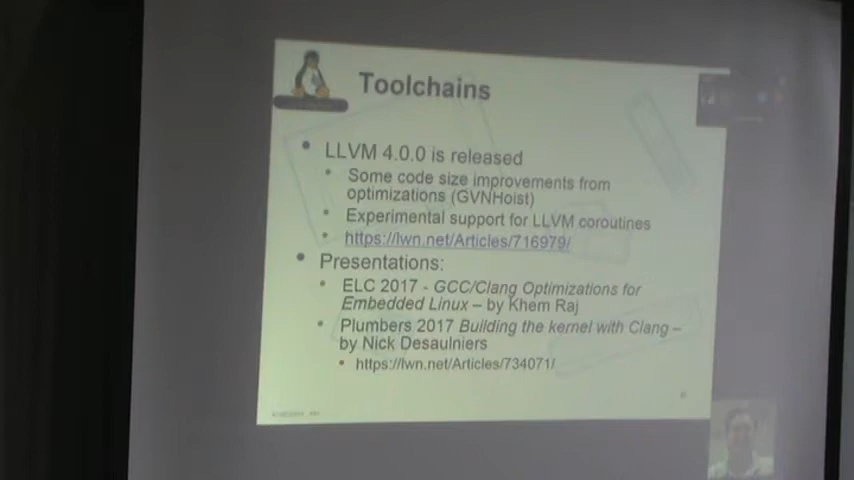 Toolchains
• LLVM 4.0.0 is released
• Some code size improvements from
optimizations (GVNHoist)
• Experimental support for LLVM coroutines
• https://lwn.net/Articles/716979/
• Presentations:
• ELC 2017 - GCC/Clang Optimizations for
Embedded Linux – by Khem Raj
• Plumbers 2017 Building the kernel with Clang –
by Nick Desaulniers
• https://lwn.net/Articles/734071/